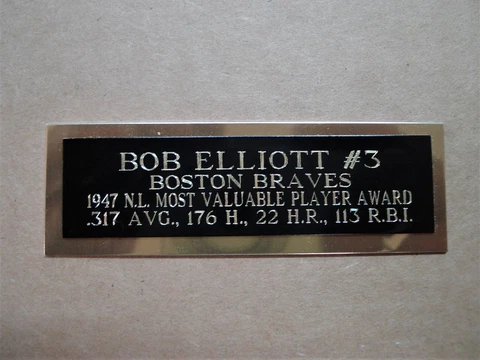 BOB ELLIOTT #3
BOSTON BRAVES
1947 N.L. MOST VALUABLE PLAYER AWARD
.317 AVG., 176 H., 22 H.R., 113 R.B.I.